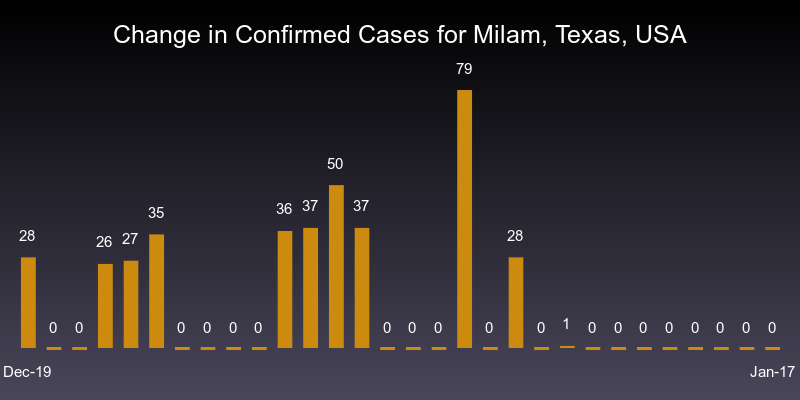 Change in Confirmed Cases for Milam, Texas, USA
79
50
35 36 37 37
28 26 27 28
0 0 0 0 0 0 0 0 0 0 0 1 0 0 0 0 0 0 0 0
Dec-19 Jan-17